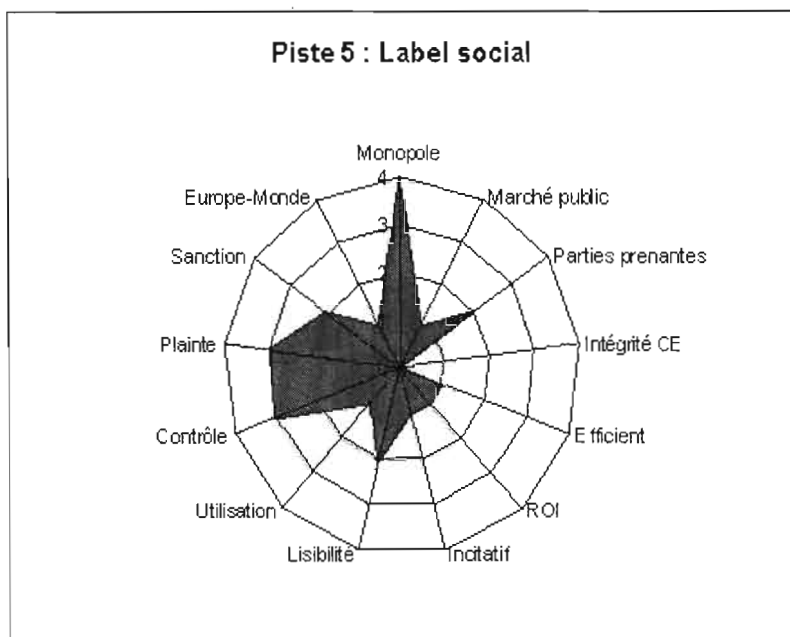 Piste 5 : Label social
Monopole
4
Europe-Monde
Marché public
3
Sanction
Parties prenantes
2
Plainte
Intégrité CE
Contrôle
Efficient
Utilisation
ROI
Lisibilité
Incitatif